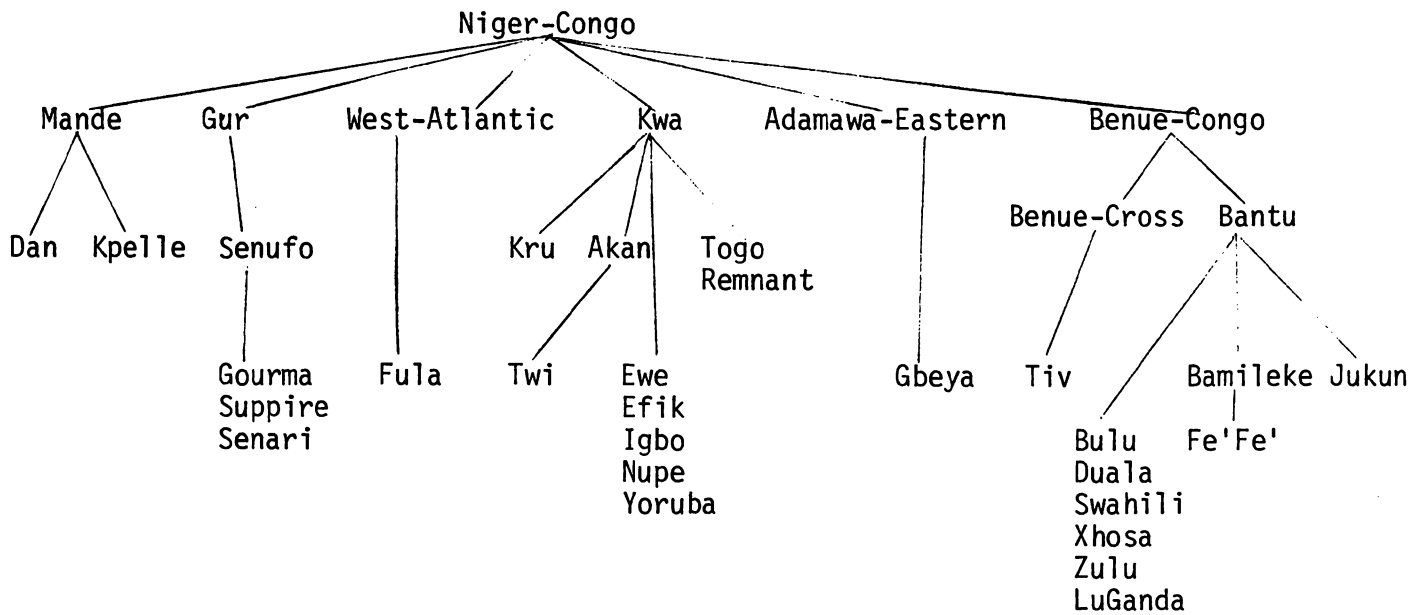 Niger-Congo
Mande Gur West-Atlantic Kwa Adamawa-Eastern Benue-Congo
Benue-Cross Bantu
Dan Kpelle Senufo Kru Akan Togo
Remnant
Gourma Fula Twi Ewe Gbeya Tiv Bamileke Jukun
Suppire Efik
Senari Igbo Bulu Fe'Fe'
Nupe Duala
Yoruba Swahili
Xhosa
Zulu
LuGanda